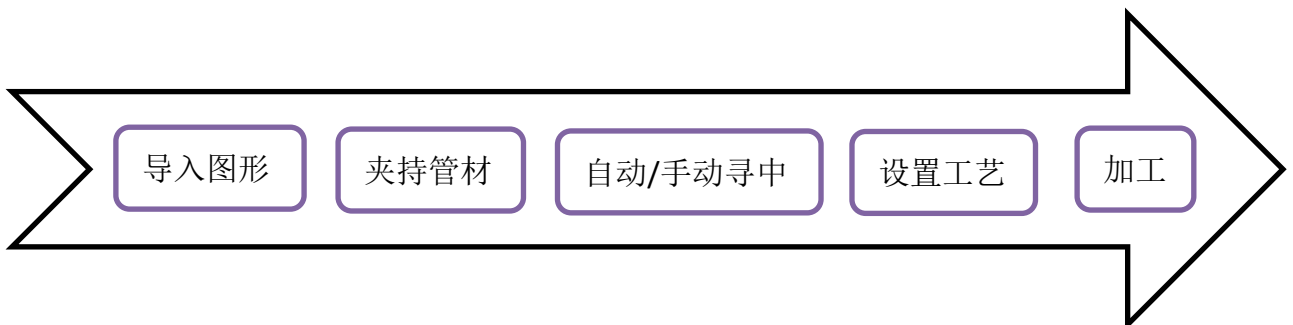 导入图形
夹持管材
自动/手动寻中
设置工艺
加工